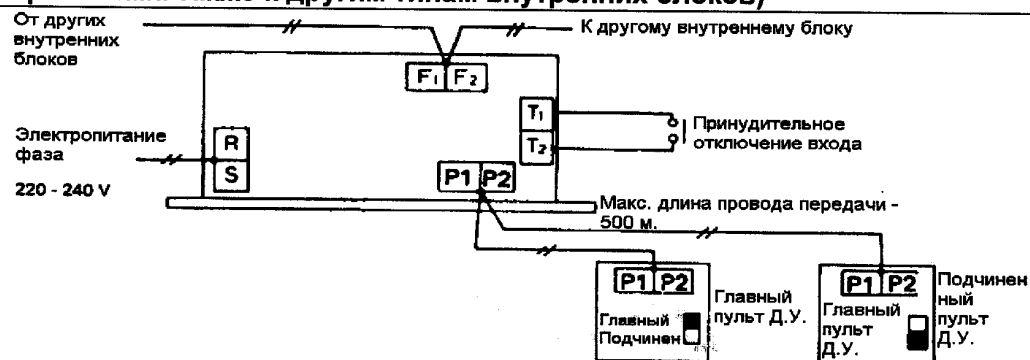 От других
внутренних
блоков
К другому внутреннему блоку
F1 F2
T1
T2
Принудительное
отключение входа
Электропитание
фаза
220 - 240 V
R
S
P1 P2
Макс. длина провода передачи -
500 м.
P1 P2
Главный
Подчинен
Главный
пульт Д.У.
P1 P2
Главный
пульт
Д.У.
Подчинен
ный
пульт
Д.У.